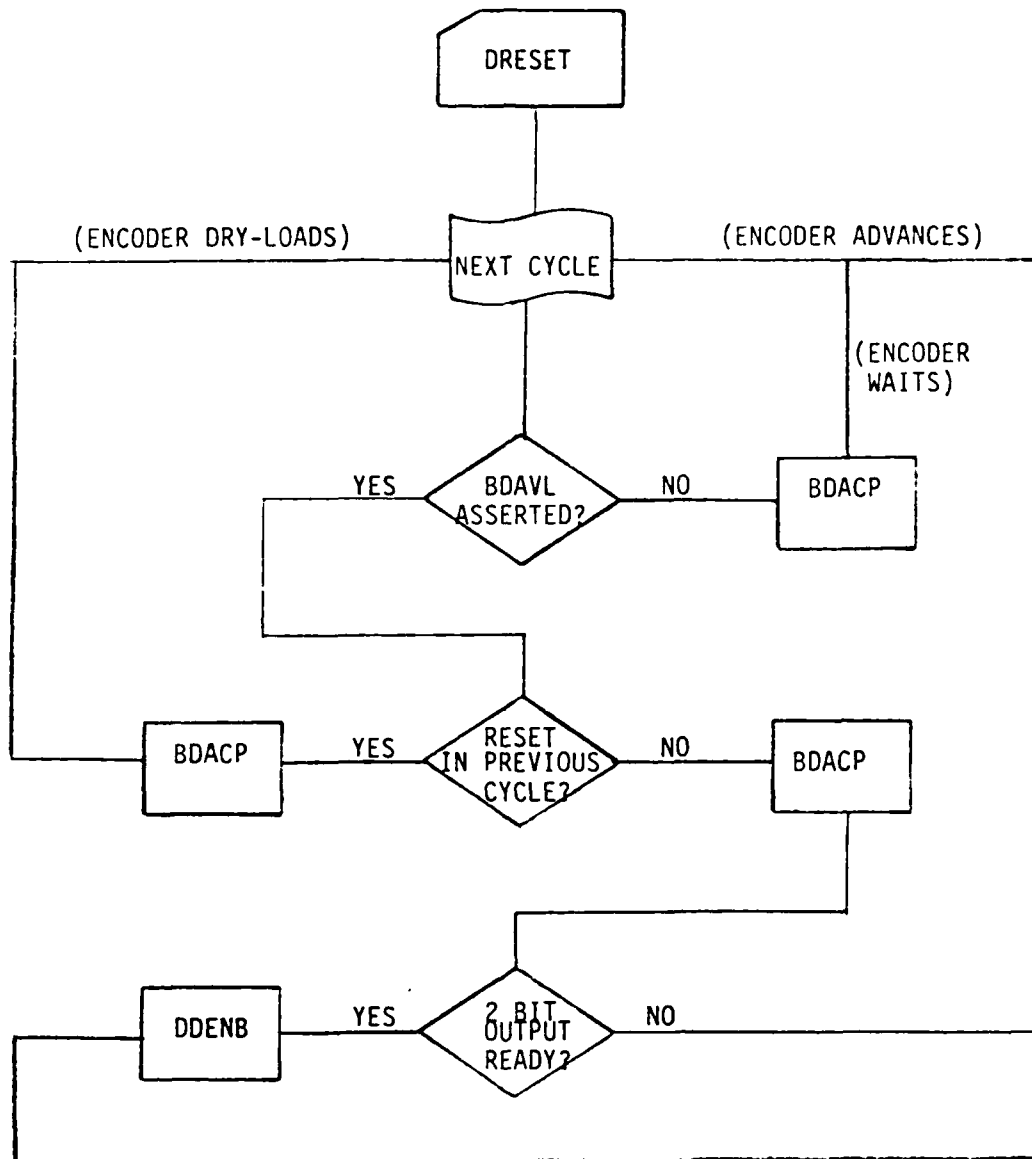 DRESET
(ENCODER DRY-LOADS)
NEXT CYCLE
(ENCODER ADVANCES)
(ENCODER
WAITS)
YES
BDAVL
ASSERTED?
NO
BDACP
BDACP
YES
RESET
IN PREVIOUS
CYCLE?
NO
BDACP
DDENB
YES
2 BIT
OUTPUT
READY?
NO